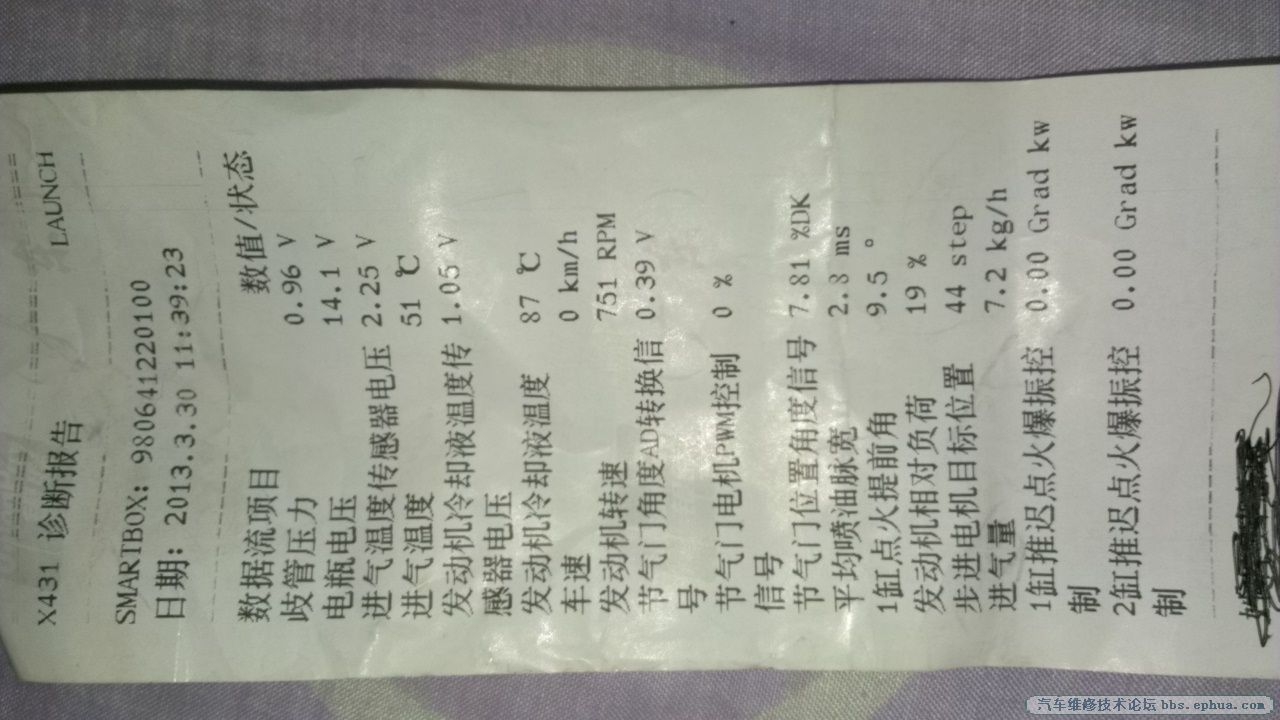 X431 诊断报告 LAUNCH
SMARTBOX: 980641220100
日期: 2013.3.30 11:39:23
数据流项目 数值/状态
歧管压力 0.96 V
电瓶电压 14.1 V
进气温度传感器电压 2.25 V
进气温度 51 ℃
发动机冷却液温度传 1.05 V
感器电压
发动机冷却液温度 87 ℃
车速 0 km/h
发动机转速 751 RPM
节气门角度AD转换信 0.39 V
号
节气门电机PWM控制 0 %
信号
节气门位置角度信号 7.81 %DK
平均喷油脉宽 2.8 ms
1缸点火提前角 9.5 °
发动机相对负荷 19 %
步进电机目标位置 44 step
进气量 7.2 kg/h
1缸推迟点火爆振控 0.00 Grad kw
制
2缸推迟点火爆振控 0.00 Grad kw
制
汽车维修技术论坛 bbs.ephua.com